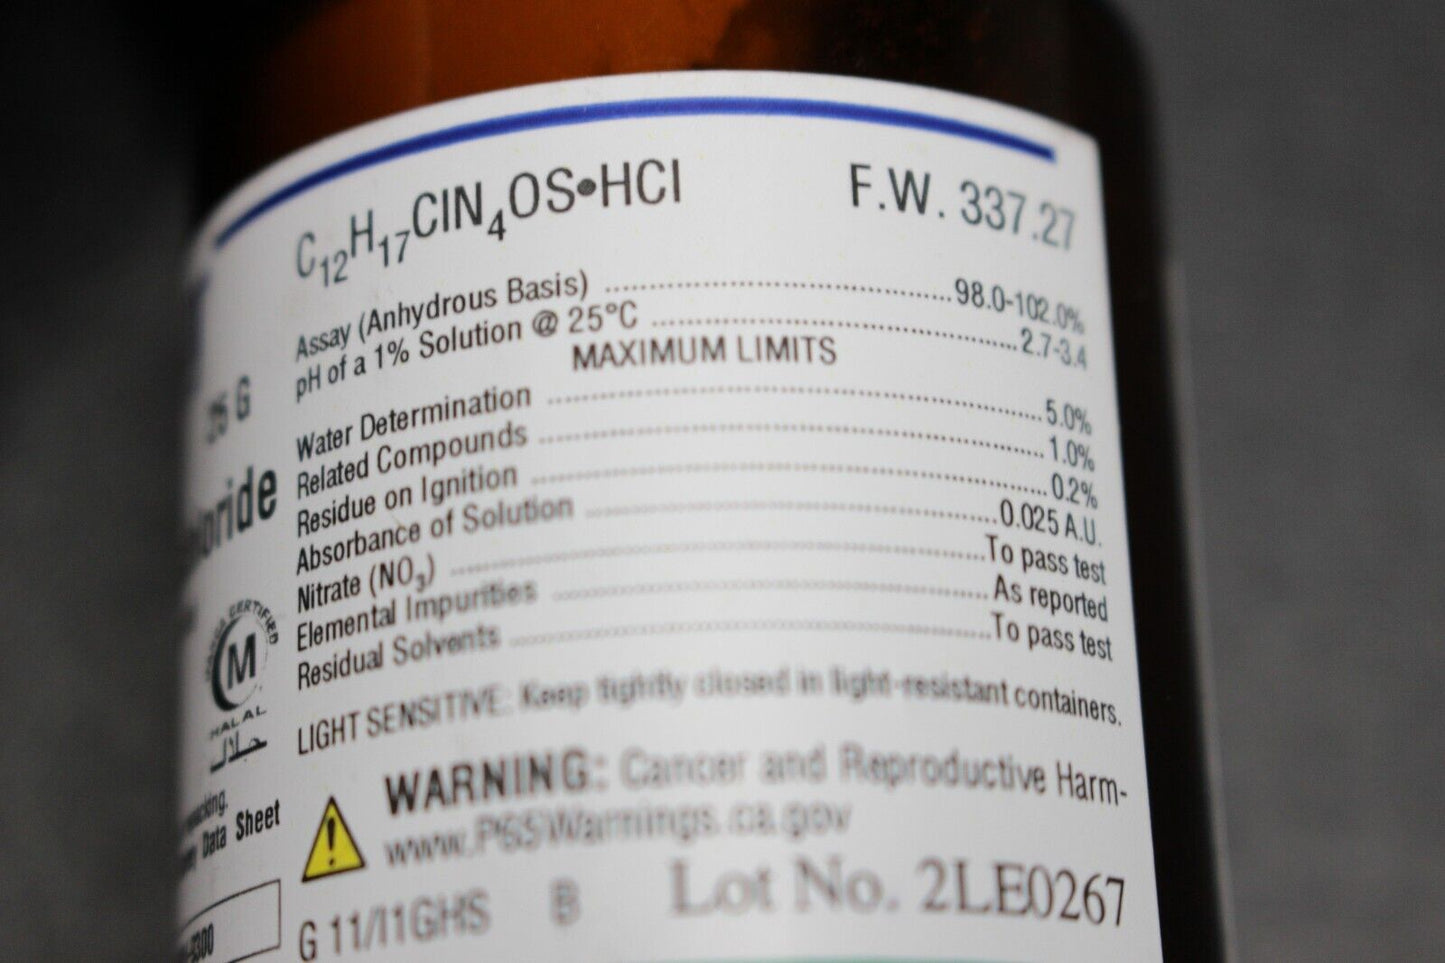 C12H17ClN4OS•HCl F.W. 337.27
Assay (Anhydrous Basis) 98.0-102.0%
pH of a 1% Solution @ 25°C 2.7-3.4
MAXIMUM LIMITS
Water Determination 5.0%
Related Compounds 1.0%
Residue on Ignition 0.2%
Absorbance of Solution 0.025 A.U.
Nitrate (NO3) To pass test
Elemental Impurities As reported
Residual Solvents To pass test
LIGHT SENSITIVE: Keep tightly closed in light-resistant containers.
WARNING: Cancer and Reproductive Harm-
www.P65Warnings.ca.gov
G 11/I1GHS B Lot No. 2LE0267
25 G
CERTIFIED
M
HALAL
حلال
Data Sheet